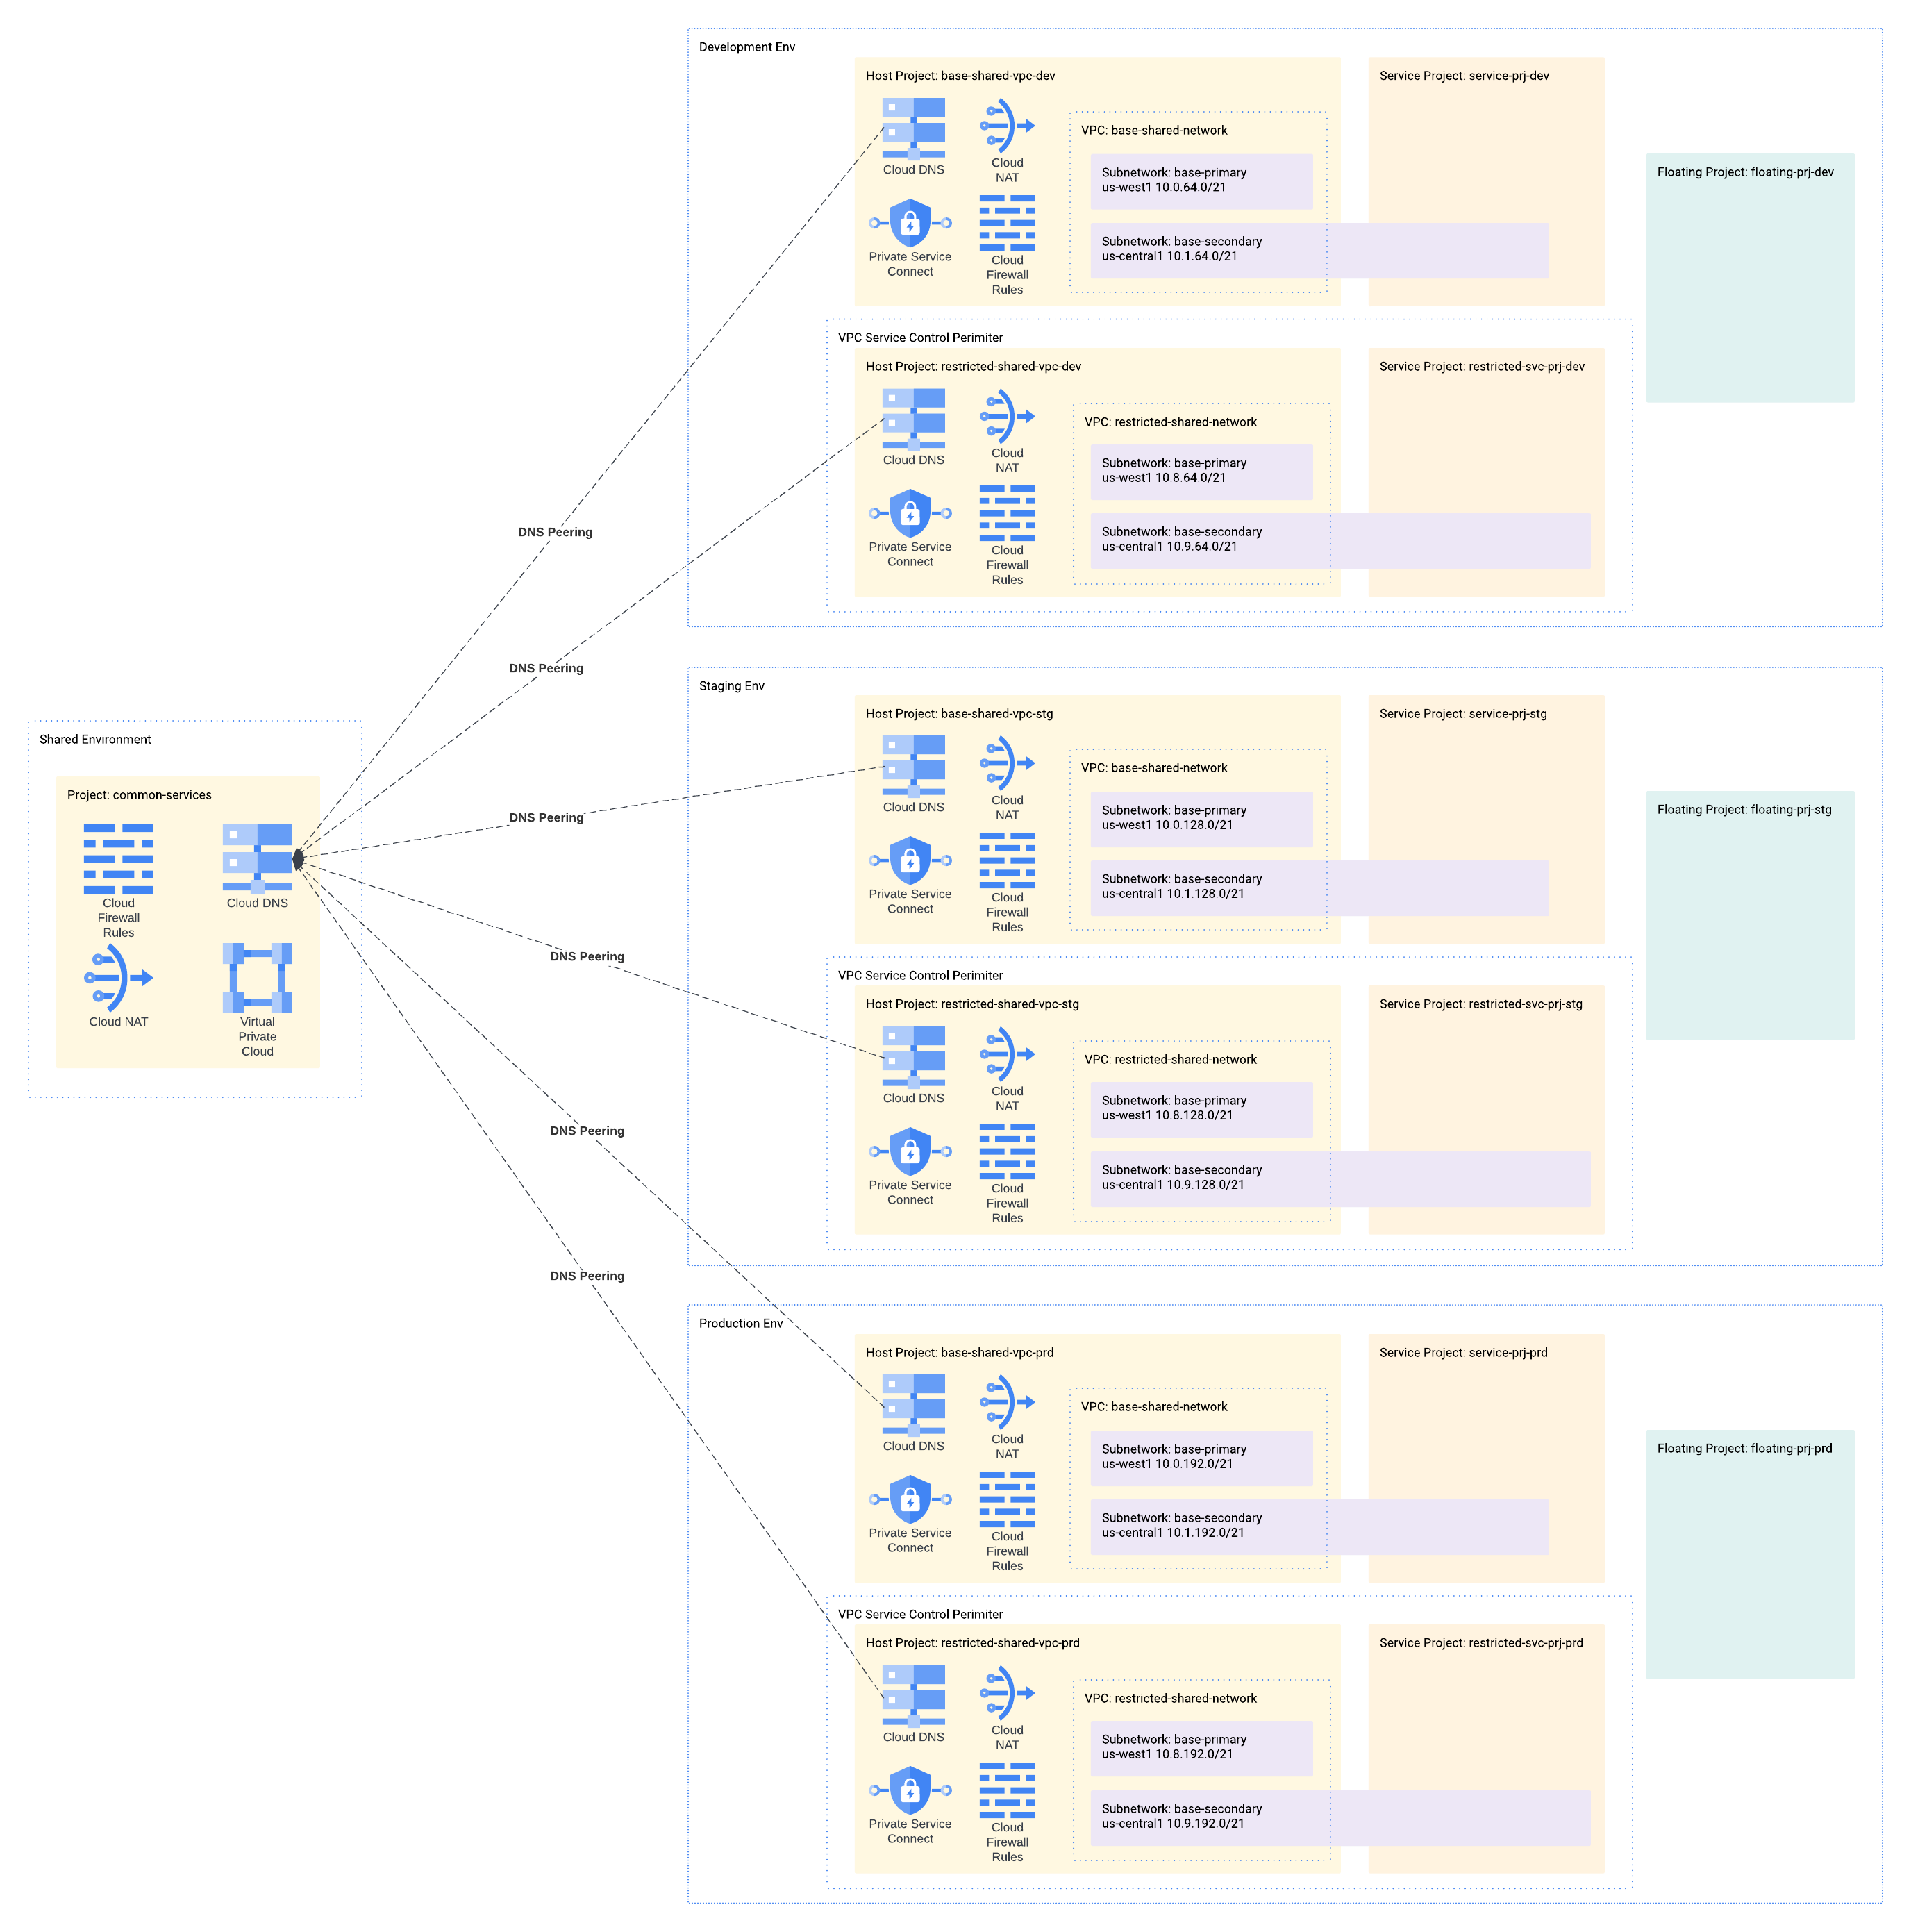 Development Env
Host Project: base-shared-vpc-dev
Cloud DNS
Cloud
NAT
Private Service
Connect
Cloud
Firewall
Rules
VPC: base-shared-network
Subnetwork: base-primary
us-west1 10.0.64.0/21
Subnetwork: base-secondary
us-central1 10.1.64.0/21
Service Project: service-prj-dev
Floating Project: floating-prj-dev
VPC Service Control Perimiter
Host Project: restricted-shared-vpc-dev
Cloud DNS
Cloud
NAT
Private Service
Connect
Cloud
Firewall
Rules
VPC: restricted-shared-network
Subnetwork: base-primary
us-west1 10.8.64.0/21
Subnetwork: base-secondary
us-central1 10.9.64.0/21
Service Project: restricted-svc-prj-dev
DNS Peering
DNS Peering
DNS Peering
DNS Peering
DNS Peering
DNS Peering
Shared Environment
Project: common-services
Cloud
Firewall
Rules
Cloud DNS
Cloud NAT
Virtual
Private
Cloud
Staging Env
Host Project: base-shared-vpc-stg
Cloud DNS
Cloud
NAT
Private Service
Connect
Cloud
Firewall
Rules
VPC: base-shared-network
Subnetwork: base-primary
us-west1 10.0.128.0/21
Subnetwork: base-secondary
us-central1 10.1.128.0/21
Service Project: service-prj-stg
Floating Project: floating-prj-stg
VPC Service Control Perimiter
Host Project: restricted-shared-vpc-stg
Cloud DNS
Cloud
NAT
Private Service
Connect
Cloud
Firewall
Rules
VPC: restricted-shared-network
Subnetwork: base-primary
us-west1 10.8.128.0/21
Subnetwork: base-secondary
us-central1 10.9.128.0/21
Service Project: restricted-svc-prj-stg
Production Env
Host Project: base-shared-vpc-prd
Cloud DNS
Cloud
NAT
Private Service
Connect
Cloud
Firewall
Rules
VPC: base-shared-network
Subnetwork: base-primary
us-west1 10.0.192.0/21
Subnetwork: base-secondary
us-central1 10.1.192.0/21
Service Project: service-prj-prd
Floating Project: floating-prj-prd
VPC Service Control Perimiter
Host Project: restricted-shared-vpc-prd
Cloud DNS
Cloud
NAT
Private Service
Connect
Cloud
Firewall
Rules
VPC: restricted-shared-network
Subnetwork: base-primary
us-west1 10.8.192.0/21
Subnetwork: base-secondary
us-central1 10.9.192.0/21
Service Project: restricted-svc-prj-prd